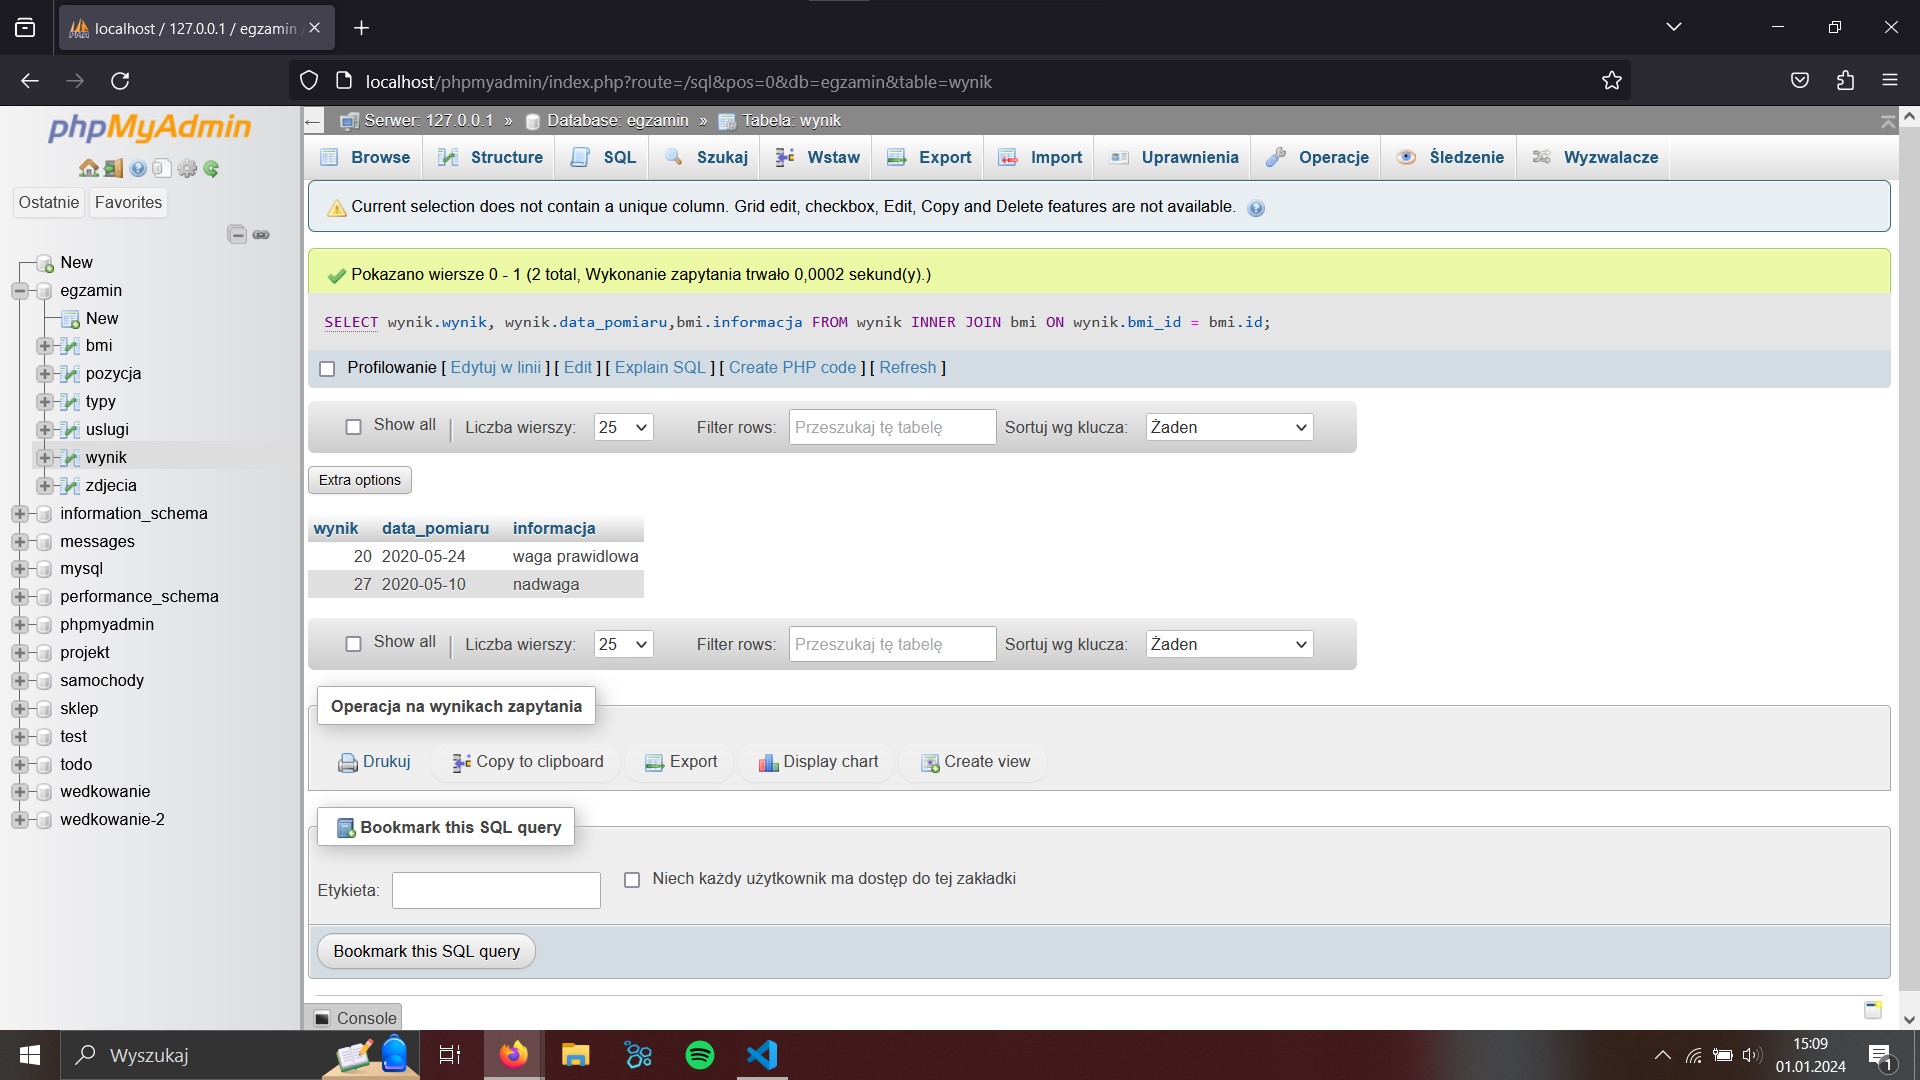 localhost / 127.0.0.1 / egzamin
localhost/phpmyadmin/index.php?route=/sql&pos=0&db=egzamin&table=wynik
phpMyAdmin
Ostatnie Favorites
New
egzamin
New
bmi
pozycja
typy
uslugi
wynik
zdjecia
information_schema
messages
mysql
performance_schema
phpmyadmin
projekt
samochody
sklep
test
todo
wedkowanie
wedkowanie-2
Serwer: 127.0.0.1 » Database: egzamin » Tabela: wynik
Browse Structure SQL Szukaj Wstaw Export Import Uprawnienia Operacje Śledzenie Wyzwalacze
Current selection does not contain a unique column. Grid edit, checkbox, Edit, Copy and Delete features are not available.
Pokazano wiersze 0 - 1 (2 total, Wykonanie zapytania trwało 0,0002 sekund(y).)
SELECT wynik.wynik, wynik.data_pomiaru,bmi.informacja FROM wynik INNER JOIN bmi ON wynik.bmi_id = bmi.id;
Profilowanie [ Edytuj w linii ] [ Edit ] [ Explain SQL ] [ Create PHP code ] [ Refresh ]
Show all | Liczba wierszy: 25 Filter rows: Przeszukaj tę tabelę Sortuj wg klucza: Żaden
Extra options
wynik data_pomiaru informacja
20 2020-05-24 waga prawidlowa
27 2020-05-10 nadwaga
Show all | Liczba wierszy: 25 Filter rows: Przeszukaj tę tabelę Sortuj wg klucza: Żaden
Operacja na wynikach zapytania
Drukuj Copy to clipboard Export Display chart Create view
Bookmark this SQL query
Etykieta: Niech każdy użytkownik ma dostęp do tej zakładki
Bookmark this SQL query
Console
Wyszukaj
15:09
01.01.2024
1